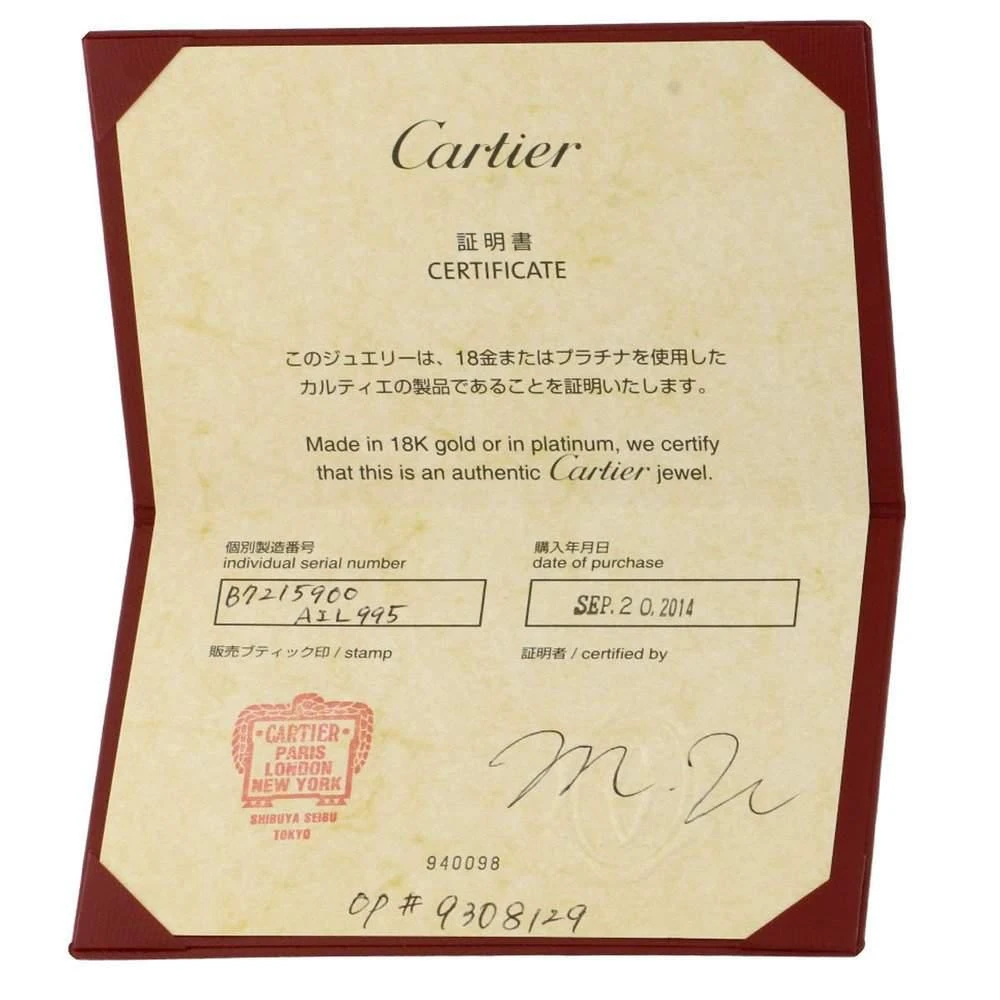 Cartier
証明書
CERTIFICATE
このジュエリーは、18金またはプラチナを使用した
カルティエの製品であることを証明いたします。
Made in 18K gold or in platinum, we certify
that this is an authentic Cartier jewel.
個別製造番号
individual serial number
B7215900
AIL995
購入年月日
date of purchase
SEP. 20, 2014
販売ブティック印 / stamp
証明者 / certified by
·CARTIER·
PARIS
LONDON
NEW YORK
SHIBUYA SEIBU
TOKYO
940098
OP # 9308129